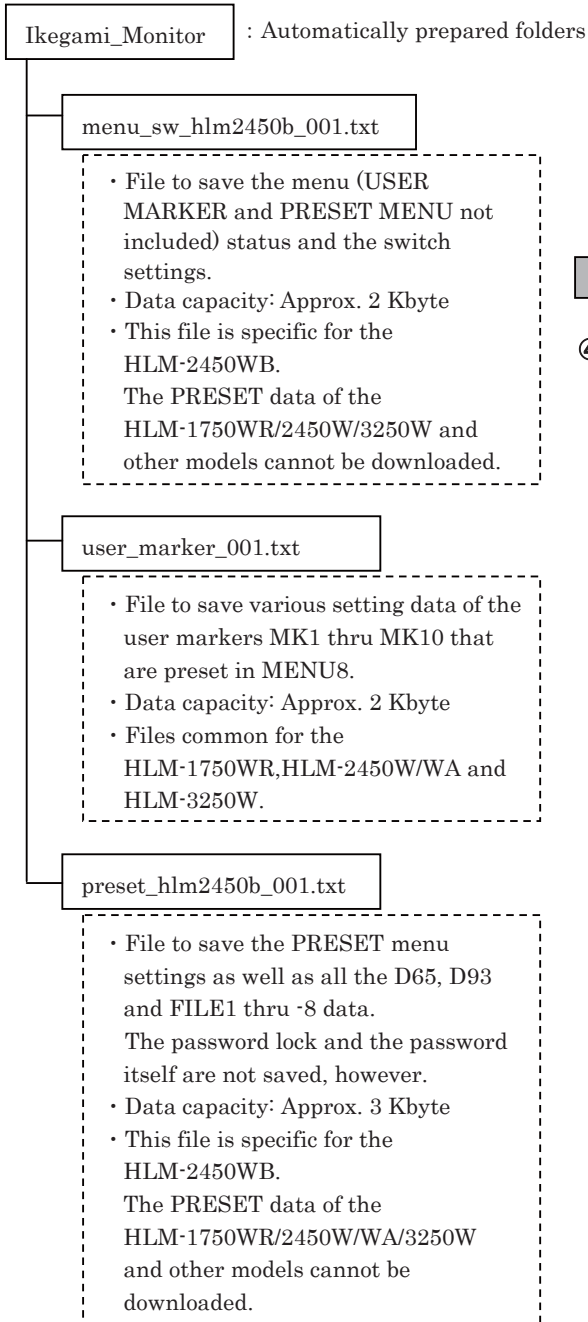 Ikegami_Monitor : Automatically prepared folders
menu_sw_hlm2450b_001.txt
・File to save the menu (USER
MARKER and PRESET MENU not
included) status and the switch
settings.
・Data capacity: Approx. 2 Kbyte
・This file is specific for the
HLM-2450WB.
The PRESET data of the
HLM-1750WR/2450W/3250W and
other models cannot be downloaded.
user_marker_001.txt
・File to save various setting data of the
user markers MK1 thru MK10 that
are preset in MENU8.
・Data capacity: Approx. 2 Kbyte
・Files common for the
HLM-1750WR,HLM-2450W/WA and
HLM-3250W.
preset_hlm2450b_001.txt
・File to save the PRESET menu
settings as well as all the D65, D93
and FILE1 thru -8 data.
The password lock and the password
itself are not saved, however.
・Data capacity: Approx. 3 Kbyte
・This file is specific for the
HLM-2450WB.
The PRESET data of the
HLM-1750WR/2450W/WA/3250W
and other models cannot be
downloaded.